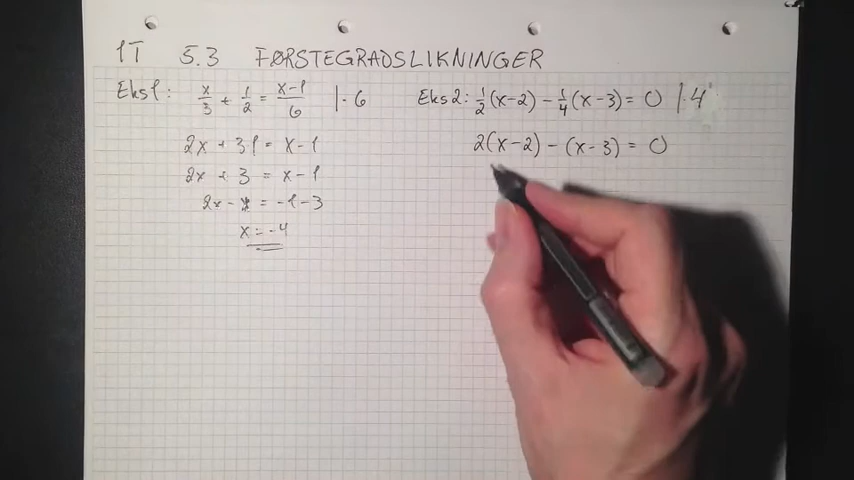 1T 5.3 FØRSTEGRADSLIKNINGER
Eks1: x/3 + 1/2 = (x-1)/6 |·6
2x + 3·1 = x-1
2x + 3 = x-1
2x - x = -1-3
x = -4
Eks2: 1/2(x-2) - 1/4(x-3) = 0 |·4
2(x-2) - (x-3) = 0